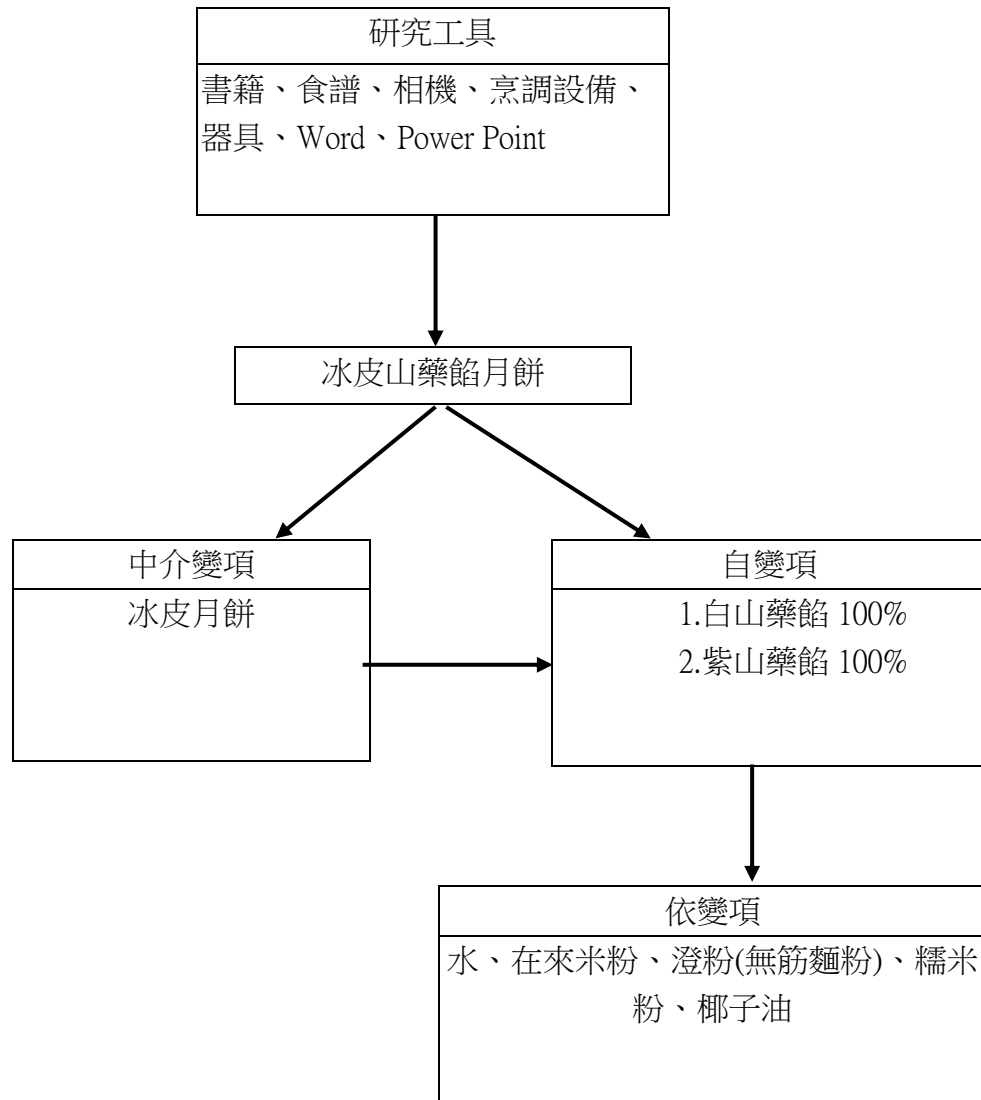 研究工具
書籍、食譜、相機、烹調設備、
器具、Word、Power Point
冰皮山藥餡月餅
中介變項
冰皮月餅
自變項
1.白山藥餡 100%
2.紫山藥餡 100%
依變項
水、在來米粉、澄粉(無筋麵粉)、糯米
粉、椰子油